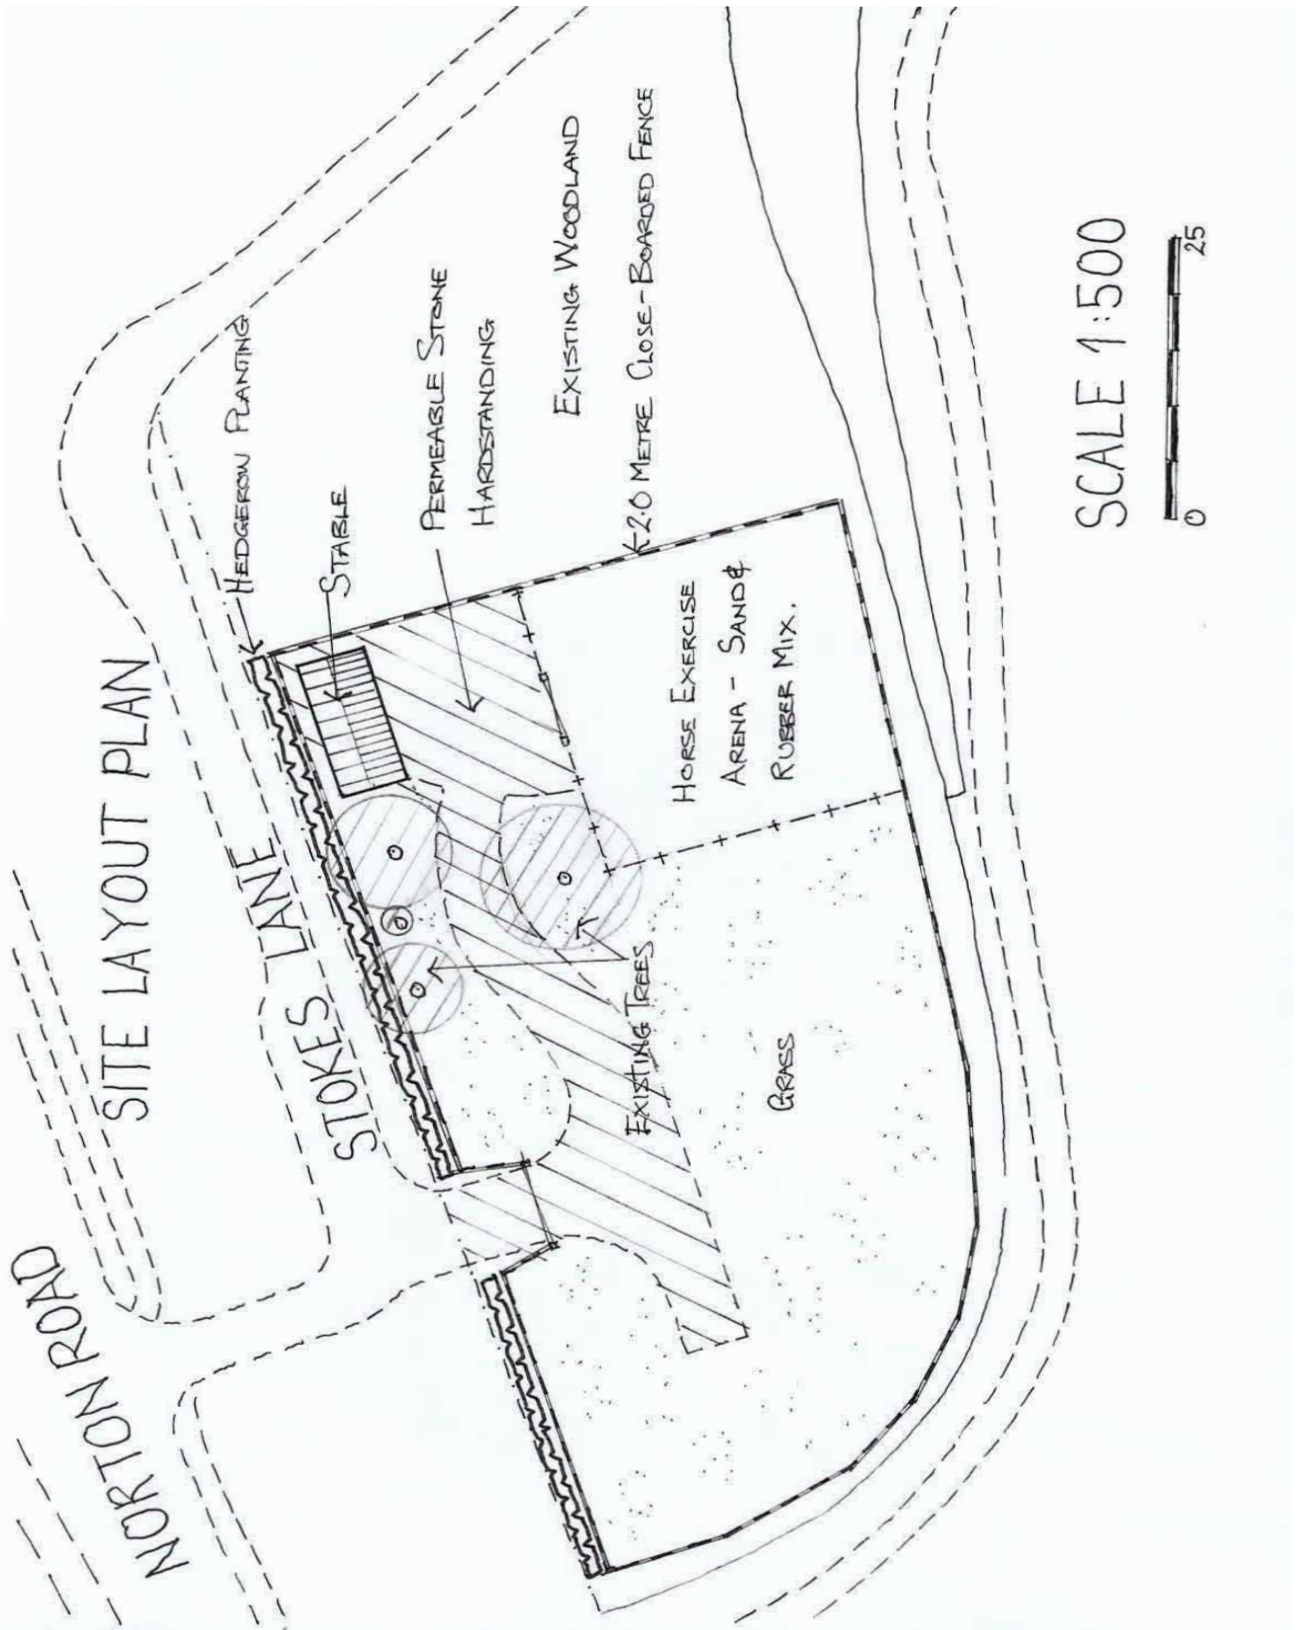 SITE LAYOUT PLAN
NORTON ROAD
STOKES LANE
HEDGEROW PLANTING
STABLE
PERMEABLE STONE
HARDSTANDING
EXISTING WOODLAND
2.0 METRE CLOSE-BOARDED FENCE
HORSE EXERCISE
ARENA - SAND &
RUBBER MIX.
EXISTING TREES
GRASS
SCALE 1:500
0 25